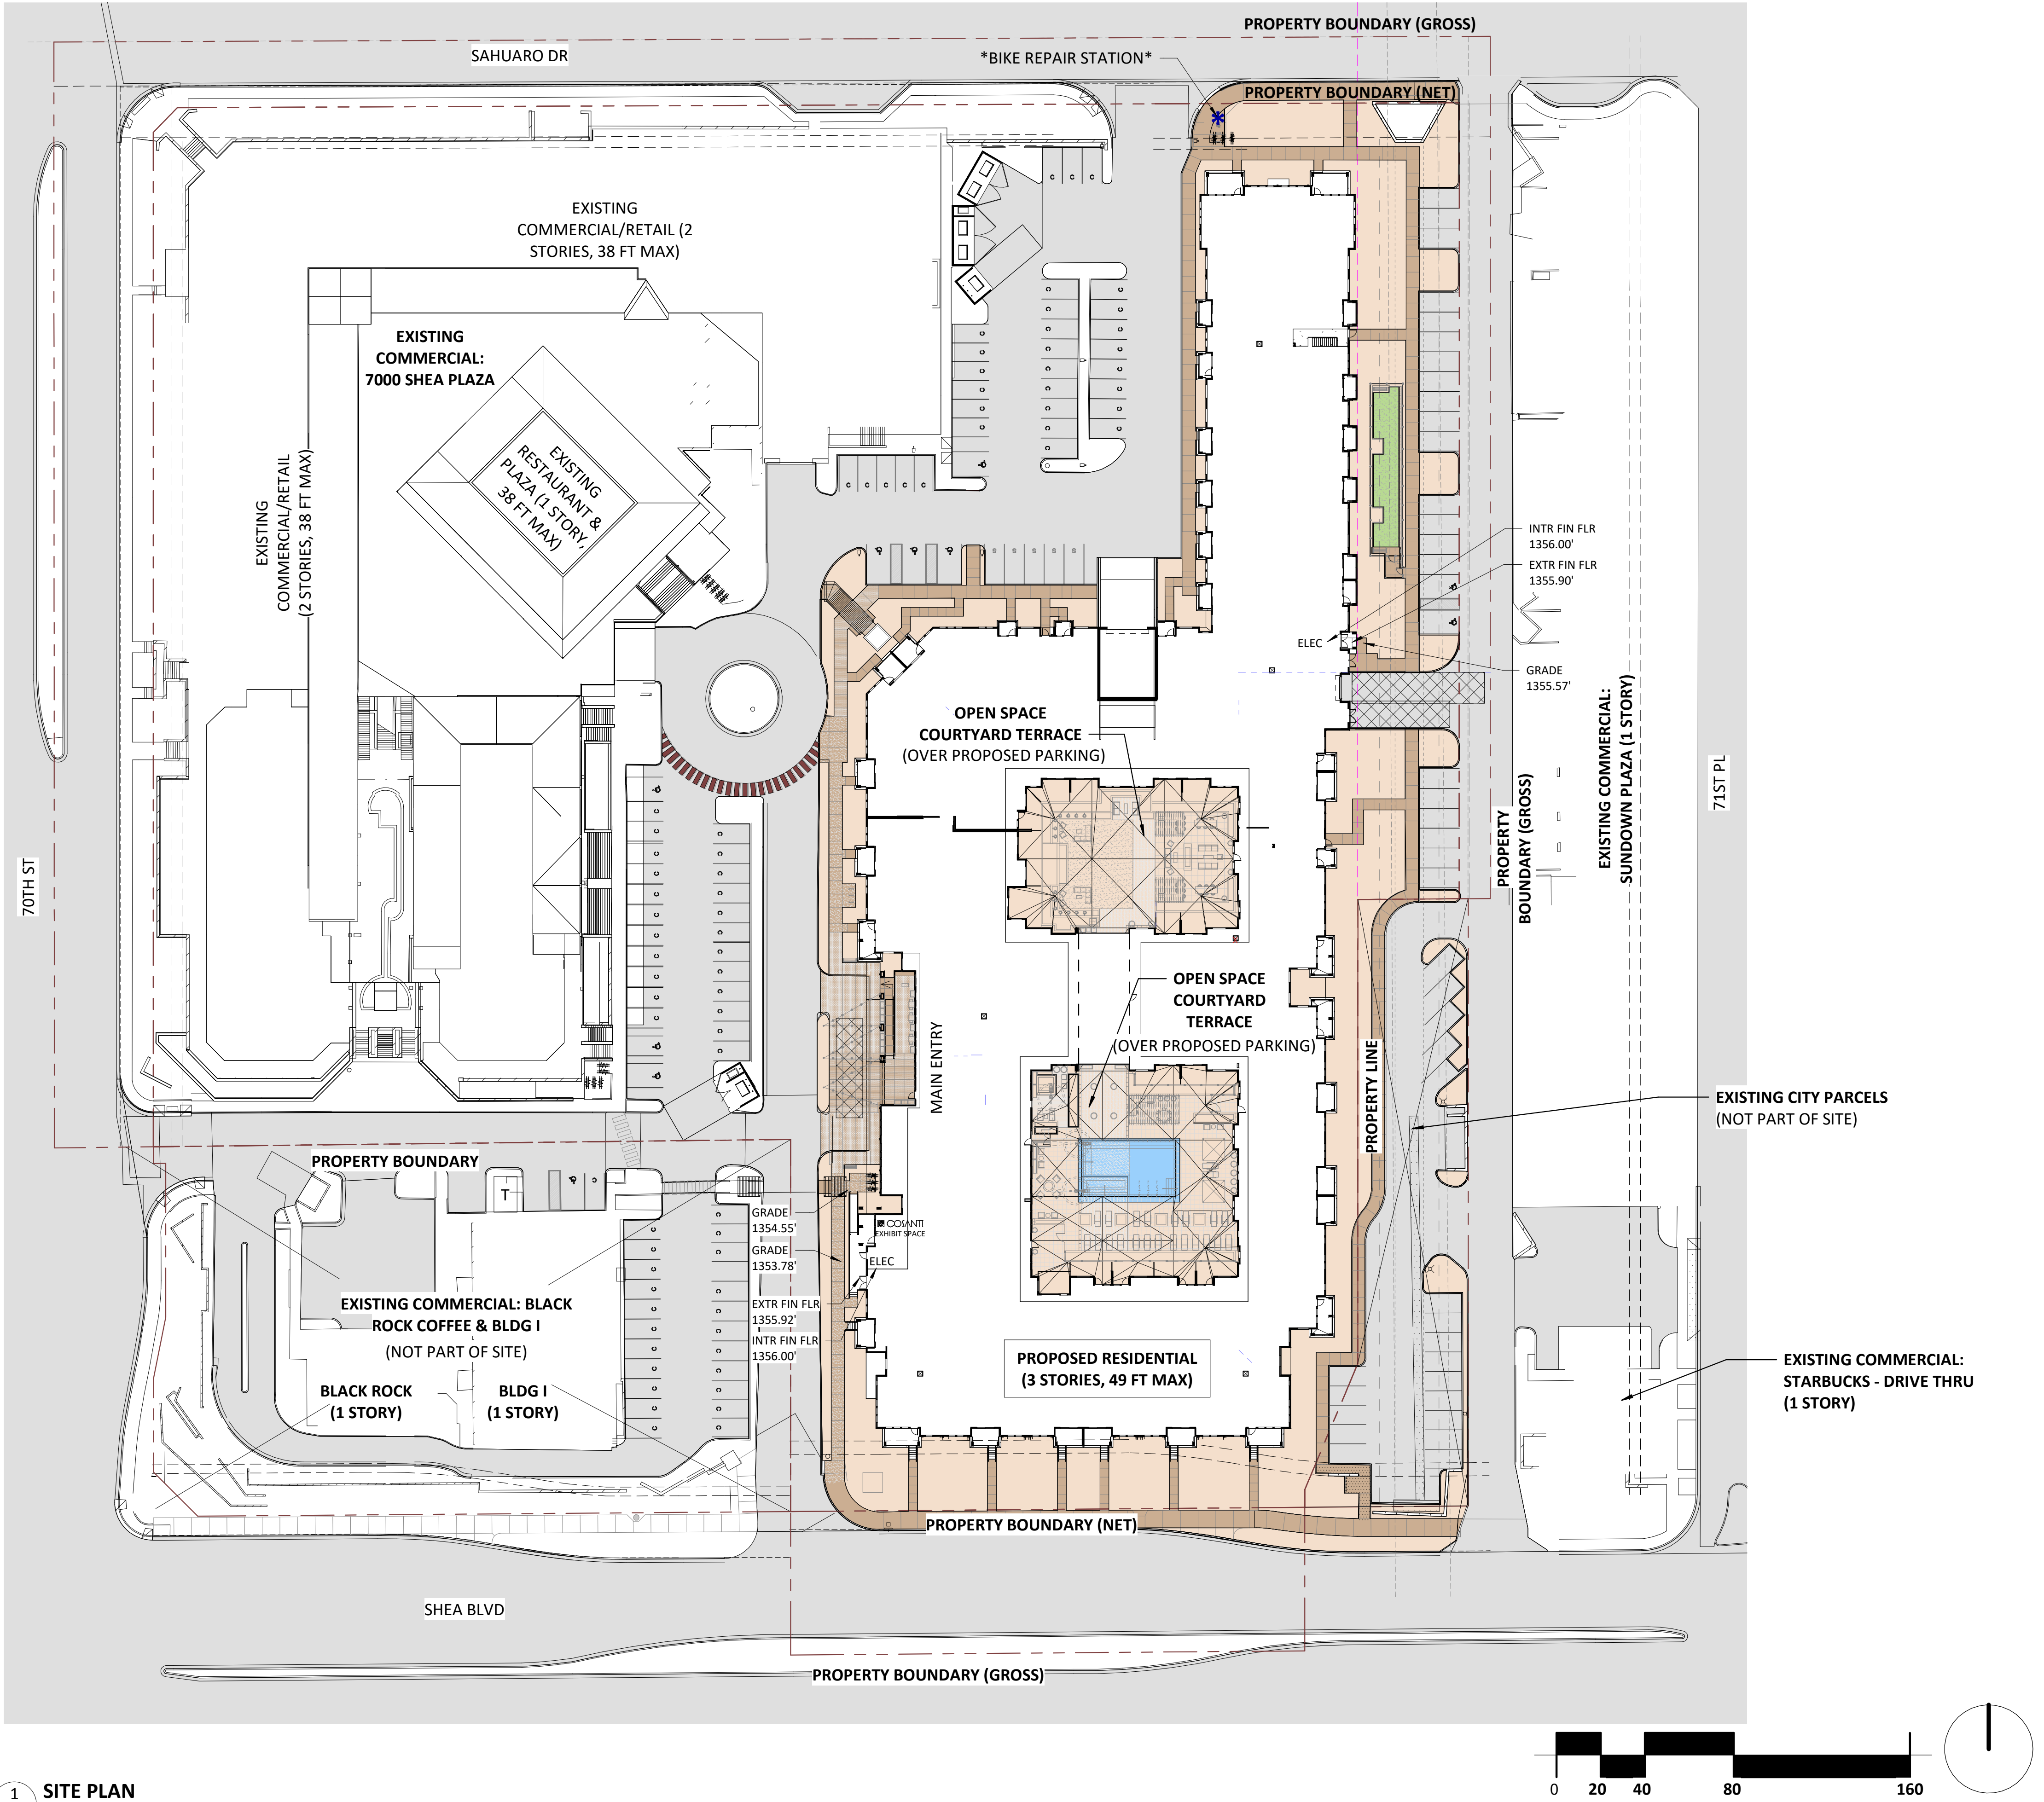 PROPERTY BOUNDARY (GROSS)
SAHUARO DR
*BIKE REPAIR STATION*
PROPERTY BOUNDARY (NET)
EXISTING
COMMERCIAL/RETAIL (2
STORIES, 38 FT MAX)
EXISTING
COMMERCIAL:
7000 SHEA PLAZA
EXISTING
RESTAURANT &
PLAZA (1 STORY,
38 FT MAX)
EXISTING
COMMERCIAL/RETAIL
(2 STORIES, 38 FT MAX)
INTR FIN FLR
1356.00'
EXTR FIN FLR
1355.90'
ELEC
GRADE
1355.57'
OPEN SPACE
COURTYARD TERRACE
(OVER PROPOSED PARKING)
EXISTING COMMERCIAL:
SUNDOWN PLAZA (1 STORY)
71ST PL
PROPERTY
BOUNDARY (GROSS)
70TH ST
OPEN SPACE
COURTYARD
TERRACE
(OVER PROPOSED PARKING)
MAIN ENTRY
PROPERTY LINE
EXISTING CITY PARCELS
(NOT PART OF SITE)
PROPERTY BOUNDARY
T
GRADE
1354.55'
COSANTI
EXHIBIT SPACE
GRADE
1353.78'
ELEC
EXTR FIN FLR
1355.92'
INTR FIN FLR
1356.00'
EXISTING COMMERCIAL: BLACK
ROCK COFFEE & BLDG I
(NOT PART OF SITE)
BLACK ROCK
(1 STORY)
BLDG I
(1 STORY)
PROPOSED RESIDENTIAL
(3 STORIES, 49 FT MAX)
EXISTING COMMERCIAL:
STARBUCKS - DRIVE THRU
(1 STORY)
PROPERTY BOUNDARY (NET)
SHEA BLVD
PROPERTY BOUNDARY (GROSS)
0 20 40 80 160
1 SITE PLAN